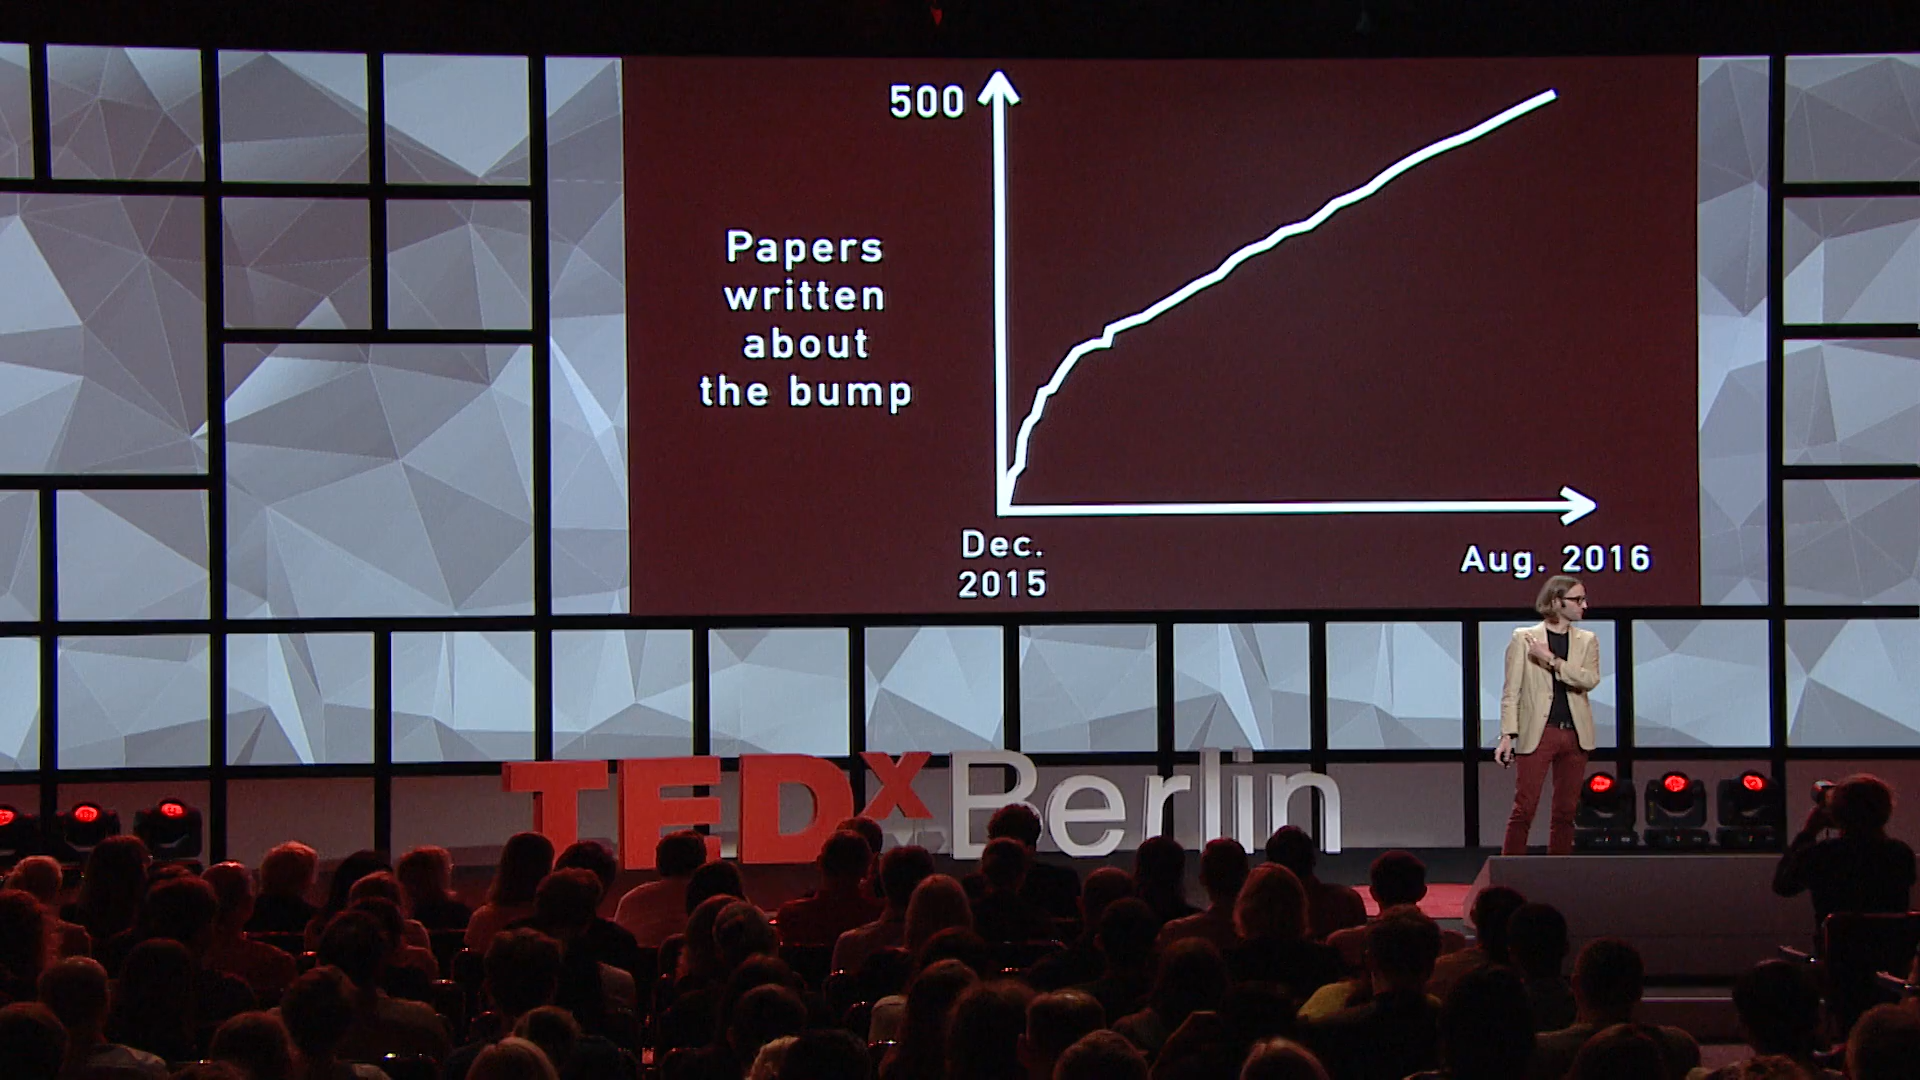 500
Papers
written
about
the bump
Dec.
2015
Aug. 2016
TEDxBerlin